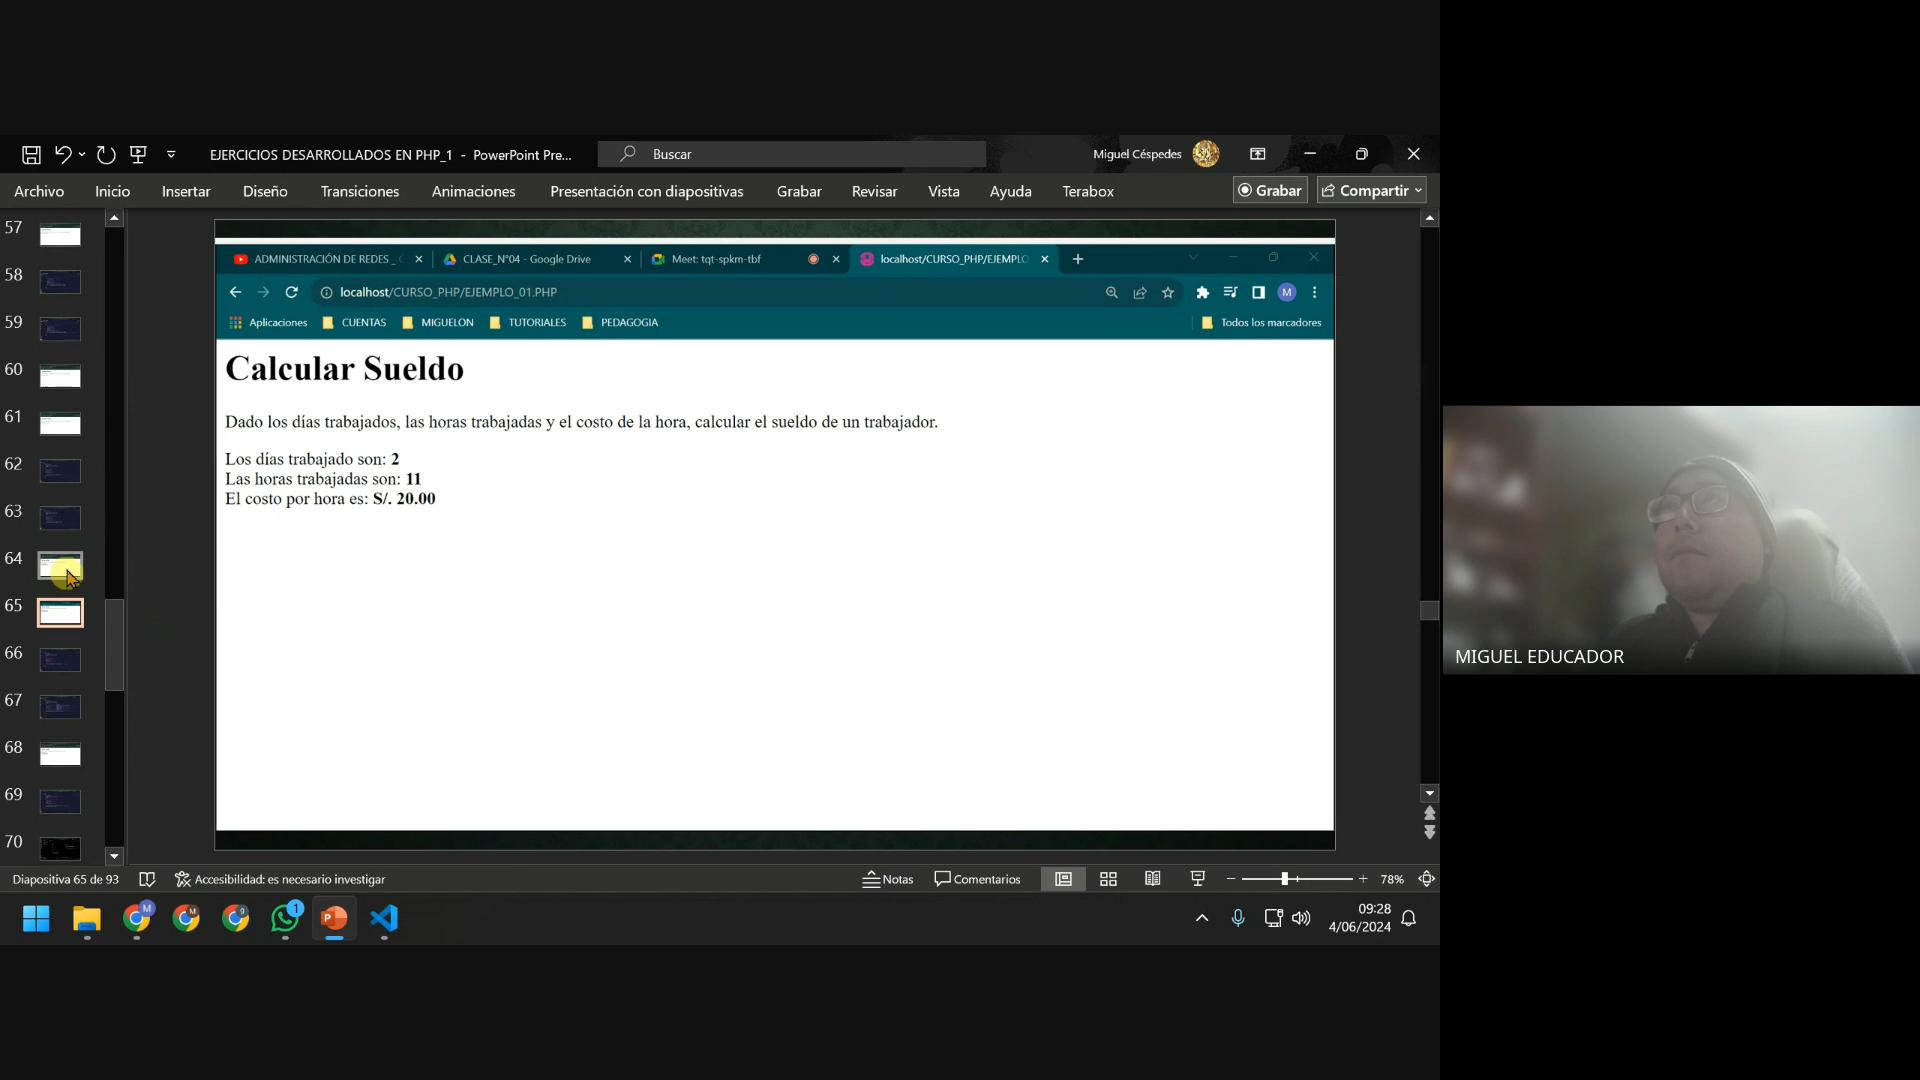 EJERCICIOS DESARROLLADOS EN PHP_1 - PowerPoint Pre...
Buscar
Miguel Céspedes
Archivo Inicio Insertar Diseño Transiciones Animaciones Presentación con diapositivas Grabar Revisar Vista Ayuda Terabox Grabar Compartir
57
58
59
60
61
62
63
64
65
66
67
68
69
70
ADMINISTRACIÓN DE REDES _ CLASE_N°04 - Google Drive Meet: tqt-spkm-tbf localhost/CURSO_PHP/EJEMPLO
localhost/CURSO_PHP/EJEMPLO_01.PHP
M
Aplicaciones CUENTAS MIGUELON TUTORIALES PEDAGOGIA Todos los marcadores
Calcular Sueldo
Dado los días trabajados, las horas trabajadas y el costo de la hora, calcular el sueldo de un trabajador.
Los días trabajado son: 2
Las horas trabajadas son: 11
El costo por hora es: S/. 20.00
MIGUEL EDUCADOR
Diapositiva 65 de 93 Accesibilidad: es necesario investigar Notas Comentarios 78%
09:28
4/06/2024